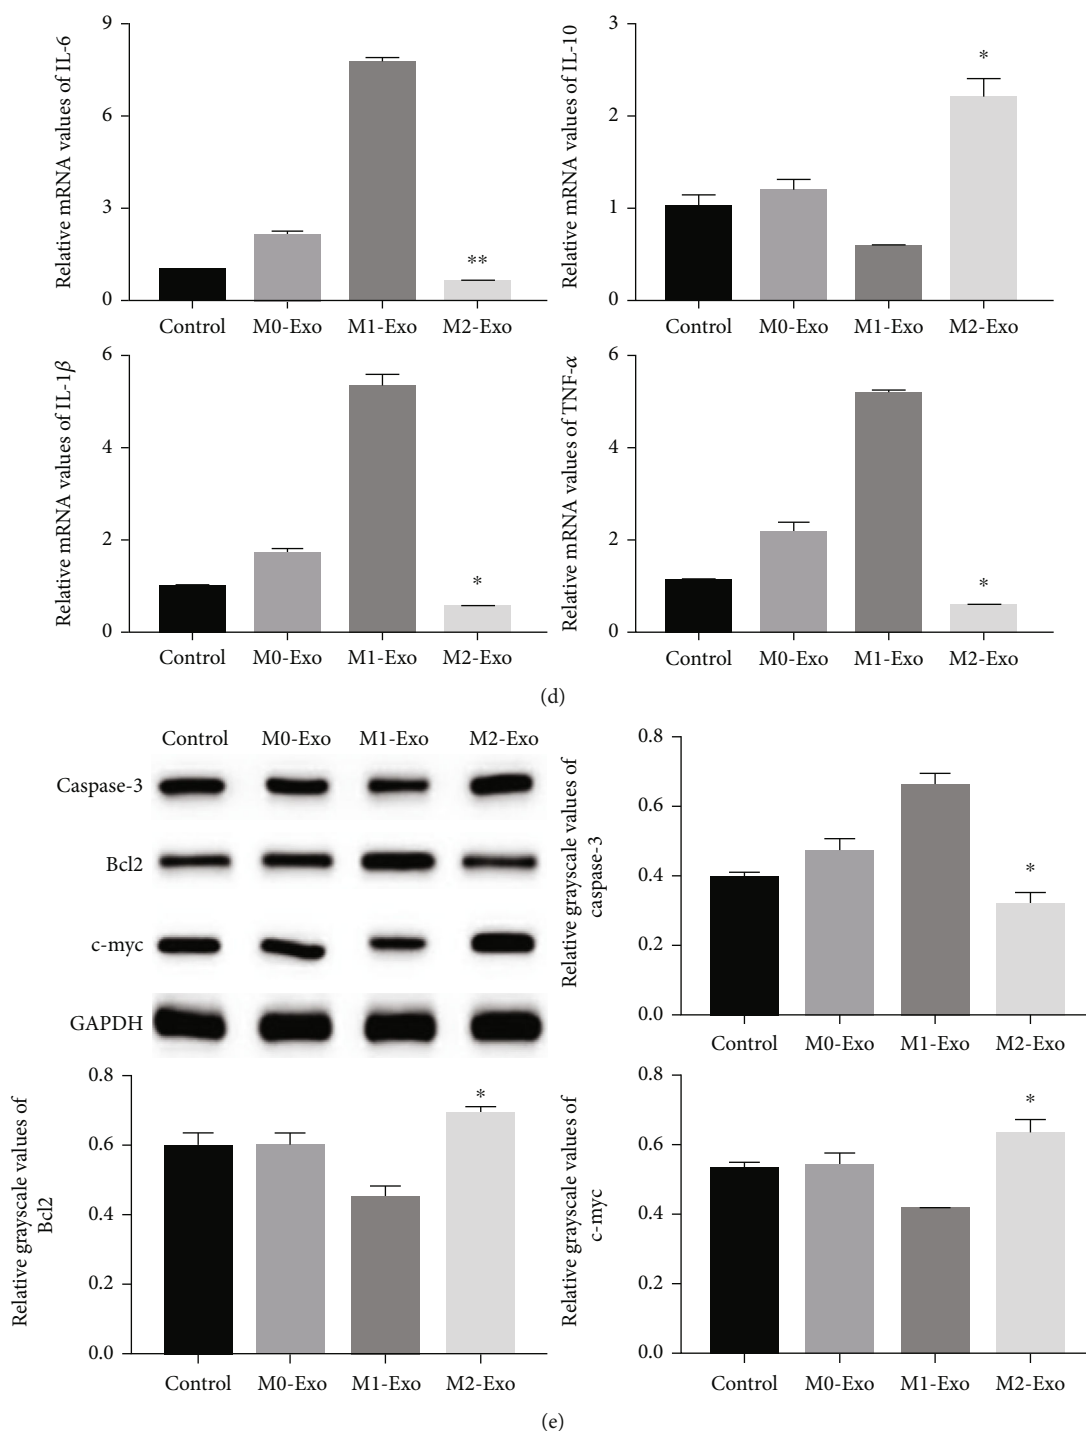 Relative mRNA values of IL-6
9
6
3
0
**
Control M0-Exo M1-Exo M2-Exo
Relative mRNA values of IL-10
3
2
1
0
*
Control M0-Exo M1-Exo M2-Exo
Relative mRNA values of IL-1β
6
4
2
0
*
Control M0-Exo M1-Exo M2-Exo
Relative mRNA values of TNF-α
6
4
2
0
*
Control M0-Exo M1-Exo M2-Exo
(d)
Control M0-Exo M1-Exo M2-Exo
Caspase-3
Bcl2
c-myc
GAPDH
Relative grayscale values of
caspase-3
0.8
0.6
0.4
0.2
0.0
*
Control M0-Exo M1-Exo M2-Exo
Relative grayscale values of
Bcl2
0.8
0.6
0.4
0.2
0.0
*
Control M0-Exo M1-Exo M2-Exo
Relative grayscale values of
c-myc
0.8
0.6
0.4
0.2
0.0
*
Control M0-Exo M1-Exo M2-Exo
(e)